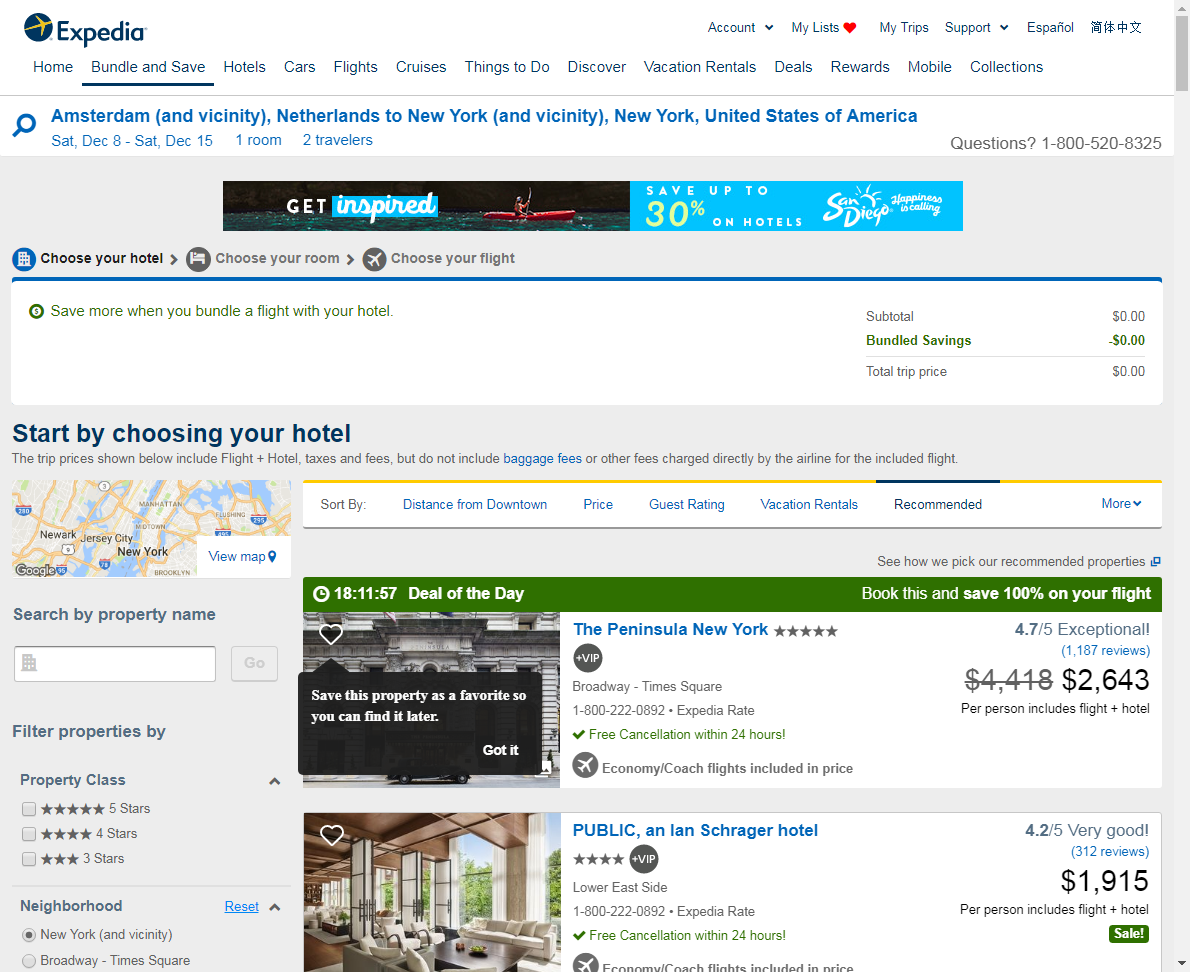 Expedia
Account My Lists My Trips Support Español 简体中文
Home Bundle and Save Hotels Cars Flights Cruises Things to Do Discover Vacation Rentals Deals Rewards Mobile Collections
Amsterdam (and vicinity), Netherlands to New York (and vicinity), New York, United States of America
Sat, Dec 8 - Sat, Dec 15 1 room 2 travelers
Questions? 1-800-520-8325
GET inspired
SAVE UP TO
30%
ON HOTELS
San Diego
Happiness is calling
Choose your hotel Choose your room Choose your flight
Save more when you bundle a flight with your hotel.
Subtotal $0.00
Bundled Savings -$0.00
Total trip price $0.00
Start by choosing your hotel
The trip prices shown below include Flight + Hotel, taxes and fees, but do not include baggage fees or other fees charged directly by the airline for the included flight.
MANHATTAN
280
3
FLUSHING
295
MIDTOWN
495
Newark
Jersey City
9
New York
78
Google
95
BROOKLYN
View map
Search by property name
Go
Filter properties by
Property Class
5 Stars
4 Stars
3 Stars
Neighborhood Reset
New York (and vicinity)
Broadway - Times Square
Sort By: Distance from Downtown Price Guest Rating Vacation Rentals Recommended More
See how we pick our recommended properties
18:11:57 Deal of the Day Book this and save 100% on your flight
Save this property as a favorite so
you can find it later.
Got it
The Peninsula New York
+VIP
Broadway - Times Square
1-800-222-0892 • Expedia Rate
Free Cancellation within 24 hours!
Economy/Coach flights included in price
4.7/5 Exceptional!
(1,187 reviews)
$4,418 $2,643
Per person includes flight + hotel
PUBLIC, an Ian Schrager hotel
+VIP
Lower East Side
1-800-222-0892 • Expedia Rate
Free Cancellation within 24 hours!
Economy/Coach flights included in price
4.2/5 Very good!
(312 reviews)
$1,915
Per person includes flight + hotel
Sale!